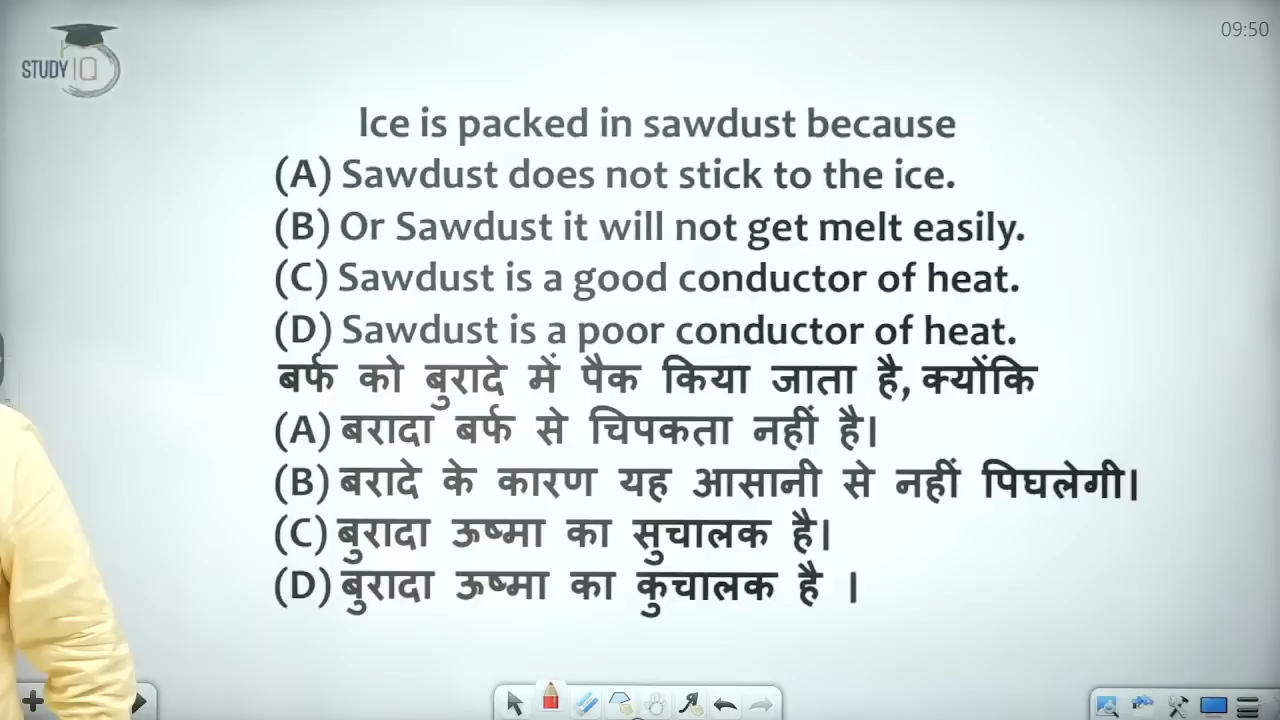 STUDY IQ
09:50
Ice is packed in sawdust because
(A) Sawdust does not stick to the ice.
(B) Or Sawdust it will not get melt easily.
(C) Sawdust is a good conductor of heat.
(D) Sawdust is a poor conductor of heat.
बर्फ को बुरादे में पैक किया जाता है, क्योंकि
(A) बरादा बर्फ से चिपकता नहीं है।
(B) बरादे के कारण यह आसानी से नहीं पिघलेगी।
(C) बुरादा ऊष्मा का सुचालक है।
(D) बुरादा ऊष्मा का कुचालक है ।